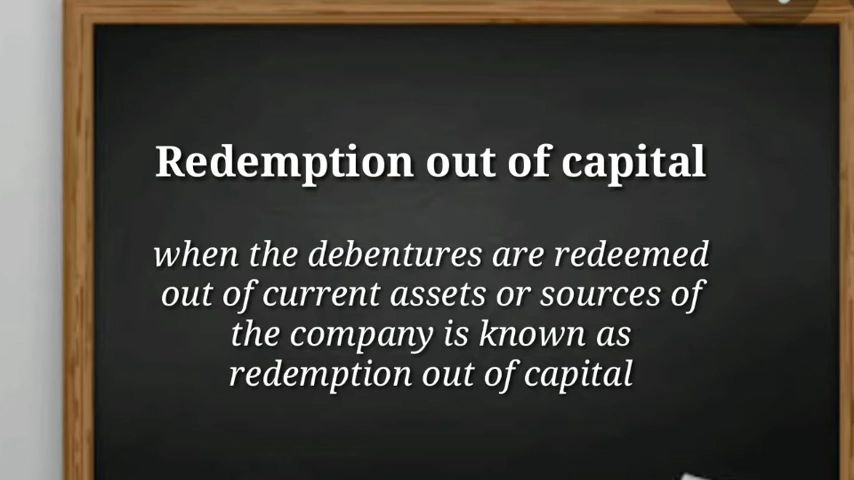 Redemption out of capital
when the debentures are redeemed
out of current assets or sources of
the company is known as
redemption out of capital